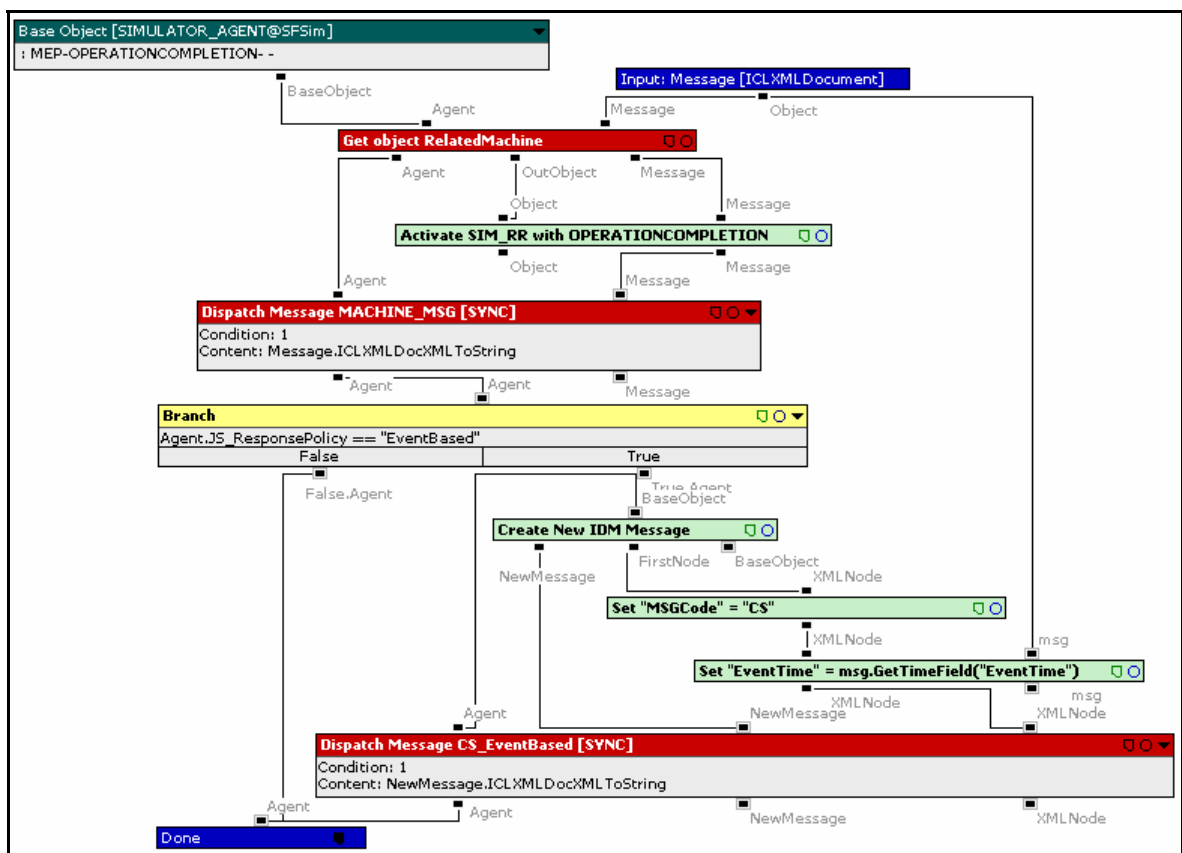 Base Object [SIMULATOR_AGENT@SFSim]
: MEP-OPERATIONCOMPLETION- -
BaseObject
Input: Message [ICLXMLDocument]
Agent
Message
Object
Get object RelatedMachine
Agent
OutObject
Message
Object
Message
Activate SIM_RR with OPERATIONCOMPLETION
Object
Message
Agent
Message
Dispatch Message MACHINE_MSG [SYNC]
Condition: 1
Content: Message.ICLXMLDocXMLToString
Agent
Agent
Message
Branch
Agent.JS_ResponsePolicy == "EventBased"
False
True
False.Agent
True.Agent
BaseObject
Create New IDM Message
NewMessage
FirstNode
BaseObject
XMLNode
Set "MSGCode" = "CS"
XMLNode
msg
Set "EventTime" = msg.GetTimeField("EventTime")
XMLNode
msg
Agent
NewMessage
XMLNode
Dispatch Message CS_EventBased [SYNC]
Condition: 1
Content: NewMessage.ICLXMLDocXMLToString
Agent
Agent
NewMessage
XMLNode
Done